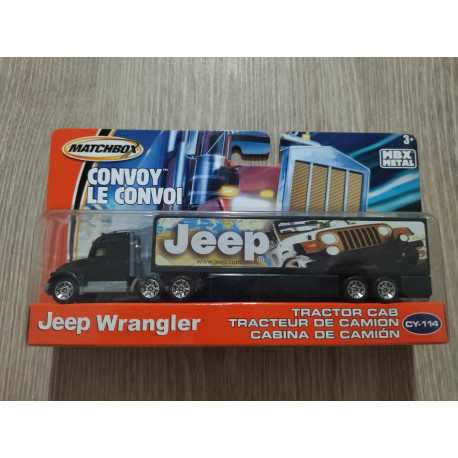 MATCHBOX
CONVOY™
LE CONVOI
3+
MBX
METAL
Jeep®
www.jeep.com
Jeep Wrangler
TRACTOR CAB
TRACTEUR DE CAMION
CABINA DE CAMIÓN
CY-114